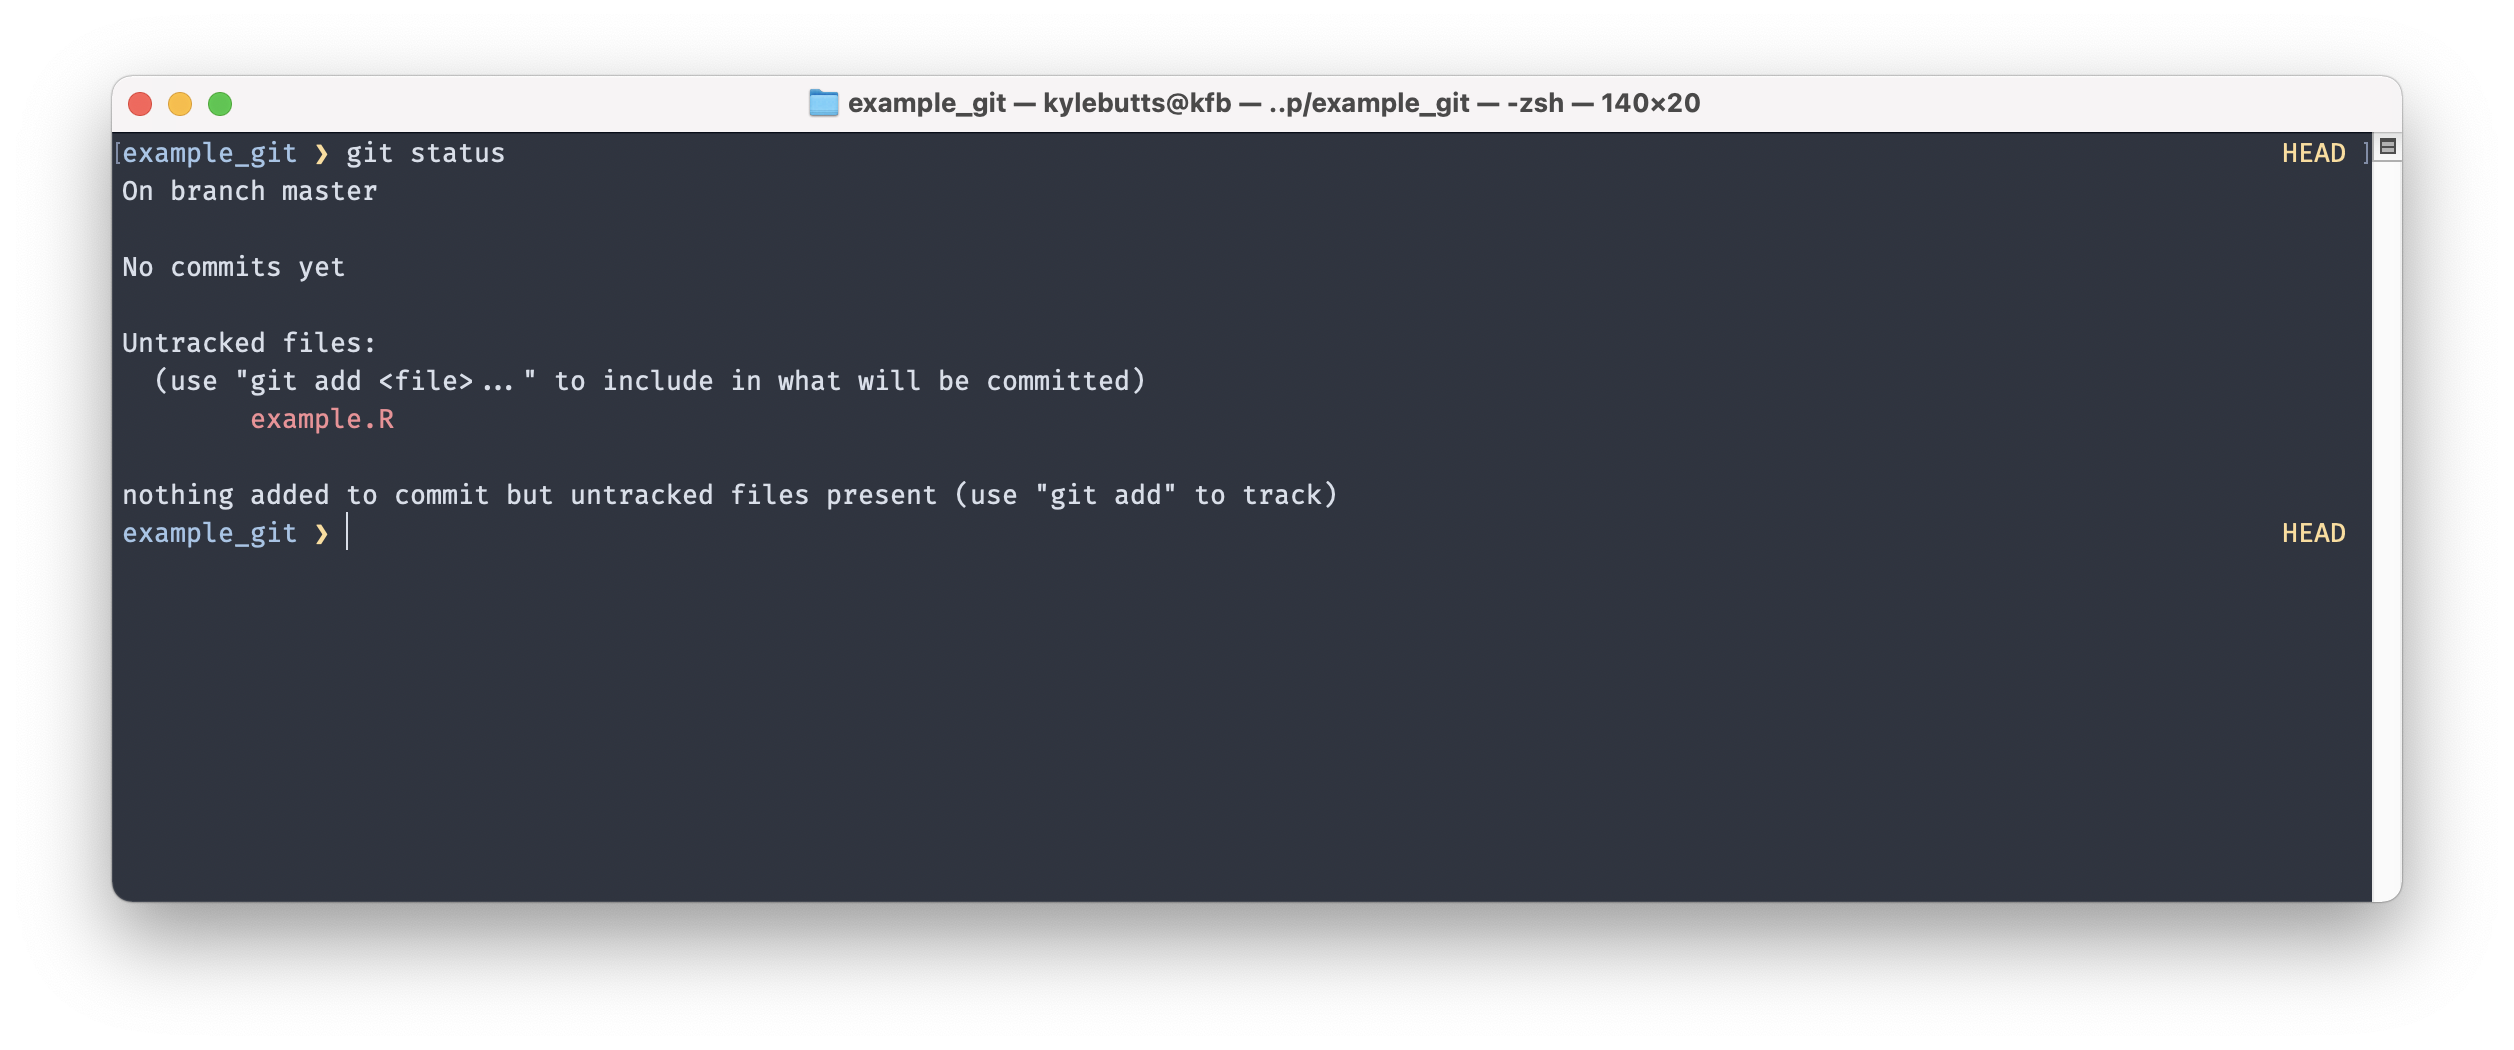 example_git — kylebutts@kfb — ..p/example_git — -zsh — 140×20
[example_git ❯ git status HEAD ]
On branch master
No commits yet
Untracked files:
  (use "git add <file>..." to include in what will be committed)
        example.R
nothing added to commit but untracked files present (use "git add" to track)
example_git ❯ HEAD